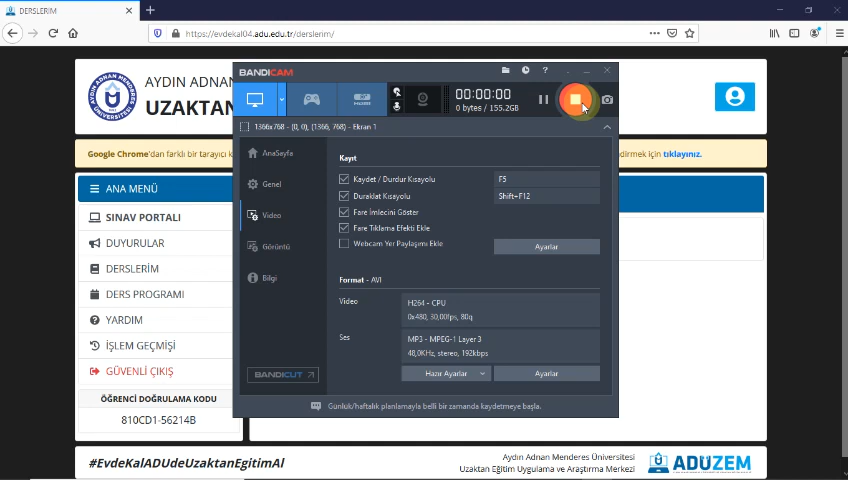 DERSLERİM
https://evdekal04.adu.edu.tr/derslerim/
AYDIN ADNAN
UZAKTAN
Google Chrome'dan farklı bir tarayıcı k
dirmek için tıklayınız.
ANA MENÜ
SINAV PORTALI
DUYURULAR
DERSLERİM
DERS PROGRAMI
YARDIM
İŞLEM GEÇMİŞİ
GÜVENLİ ÇIKIŞ
ÖĞRENCİ DOĞRULAMA KODU
810CD1-56214B
BANDICAM
HDMI
00:00:00
0 bytes / 155.2GB
1366x768 - (0, 0), (1366, 768) - Ekran 1
AnaSayfa
Genel
Video
Görüntü
Bilgi
BANDICUT
Kayıt
Kaydet / Durdur Kısayolu
F5
Duraklat Kısayolu
Shift+F12
Fare İmlecini Göster
Fare Tıklama Efekti Ekle
Webcam Yer Paylaşımı Ekle
Ayarlar
Format - AVI
Video
H264 - CPU
0x480, 30,00fps, 80q
Ses
MP3 - MPEG-1 Layer 3
48,0KHz, stereo, 192kbps
Hazır Ayarlar
Ayarlar
Günlük/haftalık planlamayla belli bir zamanda kaydetmeye başla.
#EvdeKalADUdeUzaktanEgitimAl
Aydın Adnan Menderes Üniversitesi
Uzaktan Eğitim Uygulama ve Araştırma Merkezi
ADUZEM